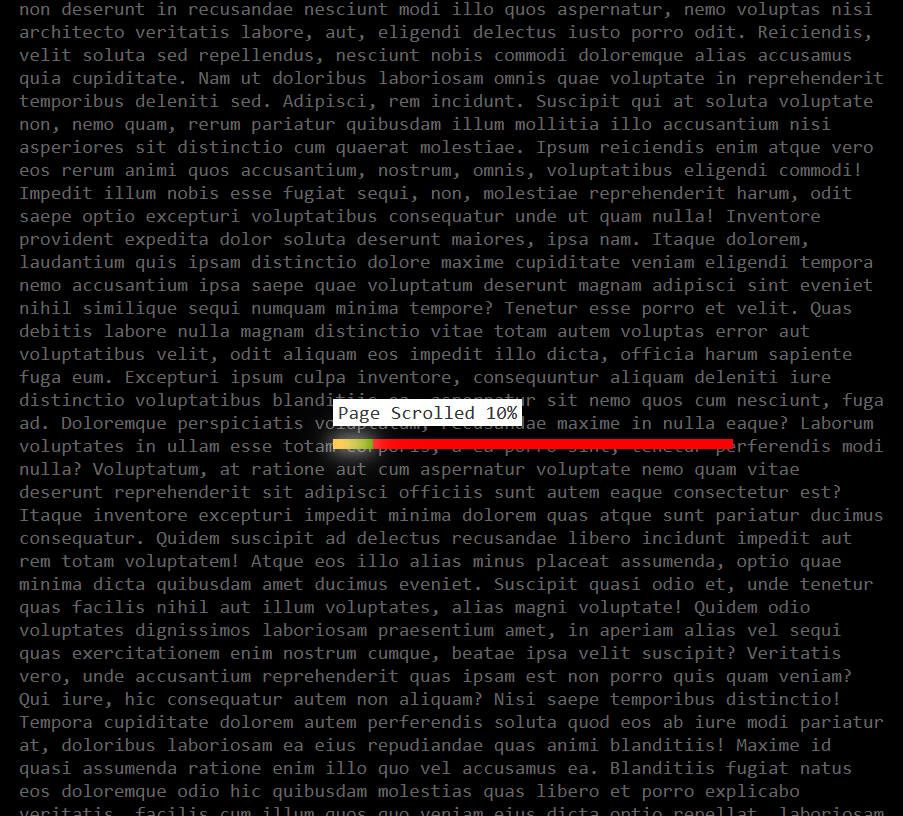 non deserunt in recusandae nesciunt modi illo quos aspernatur, nemo voluptas nisi
architecto veritatis labore, aut, eligendi delectus iusto porro odit. Reiciendis,
velit soluta sed repellendus, nesciunt nobis commodi doloremque alias accusamus
quia cupiditate. Nam ut doloribus laboriosam omnis quae voluptate in reprehenderit
temporibus deleniti sed. Adipisci, rem incidunt. Suscipit qui at soluta voluptate
non, nemo quam, rerum pariatur quibusdam illum mollitia illo accusantium nisi
asperiores sit distinctio cum quaerat molestiae. Ipsum reiciendis enim atque vero
eos rerum animi quos accusantium, nostrum, omnis, voluptatibus eligendi commodi!
Impedit illum nobis esse fugiat sequi, non, molestiae reprehenderit harum, odit
saepe optio excepturi voluptatibus consequatur unde ut quam nulla! Inventore
provident expedita dolor soluta deserunt maiores, ipsa nam. Itaque dolorem,
laudantium quis ipsam distinctio dolore maxime cupiditate veniam eligendi tempora
nemo accusantium ipsa saepe quae voluptatum deserunt magnam adipisci sint eveniet
nihil similique sequi numquam minima tempore? Tenetur esse porro et velit. Quas
debitis labore nulla magnam distinctio vitae totam autem voluptas error aut
voluptatibus velit, odit aliquam eos impedit illo dicta, officia harum sapiente
fuga eum. Excepturi ipsum culpa inventore, consequuntur aliquam deleniti iure
distinctio voluptatibus sit nemo quos cum nesciunt, fuga
Page Scrolled 10%
ad. Doloremque perspiciatis maxime in nulla eaque? Laborum
voluptates in ullam esse totam perferendis modi
nulla? Voluptatum, at ratione aut cum aspernatur voluptate nemo quam vitae
deserunt reprehenderit sit adipisci officiis sunt autem eaque consectetur est?
Itaque inventore excepturi impedit minima dolorem quas atque sunt pariatur ducimus
consequatur. Quidem suscipit ad delectus recusandae libero incidunt impedit aut
rem totam voluptatem! Atque eos illo alias minus placeat assumenda, optio quae
minima dicta quibusdam amet ducimus eveniet. Suscipit quasi odio et, unde tenetur
quas facilis nihil aut illum voluptates, alias magni voluptate! Quidem odio
voluptates dignissimos laboriosam praesentium amet, in aperiam alias vel sequi
quas exercitationem enim nostrum cumque, beatae ipsa velit suscipit? Veritatis
vero, unde accusantium reprehenderit quas ipsam est non porro quis quam veniam?
Qui iure, hic consequatur autem non aliquam? Nisi saepe temporibus distinctio!
Tempora cupiditate dolorem autem perferendis soluta quod eos ab iure modi pariatur
at, doloribus laboriosam ea eius repudiandae quas animi blanditiis! Maxime id
quasi assumenda ratione enim illo quo vel accusamus ea. Blanditiis fugiat natus
eos doloremque odio hic quibusdam molestias quas libero et porro explicabo
veritatis, facilis cum illum quos quo veniam eius dicta optio repellat, laboriosam